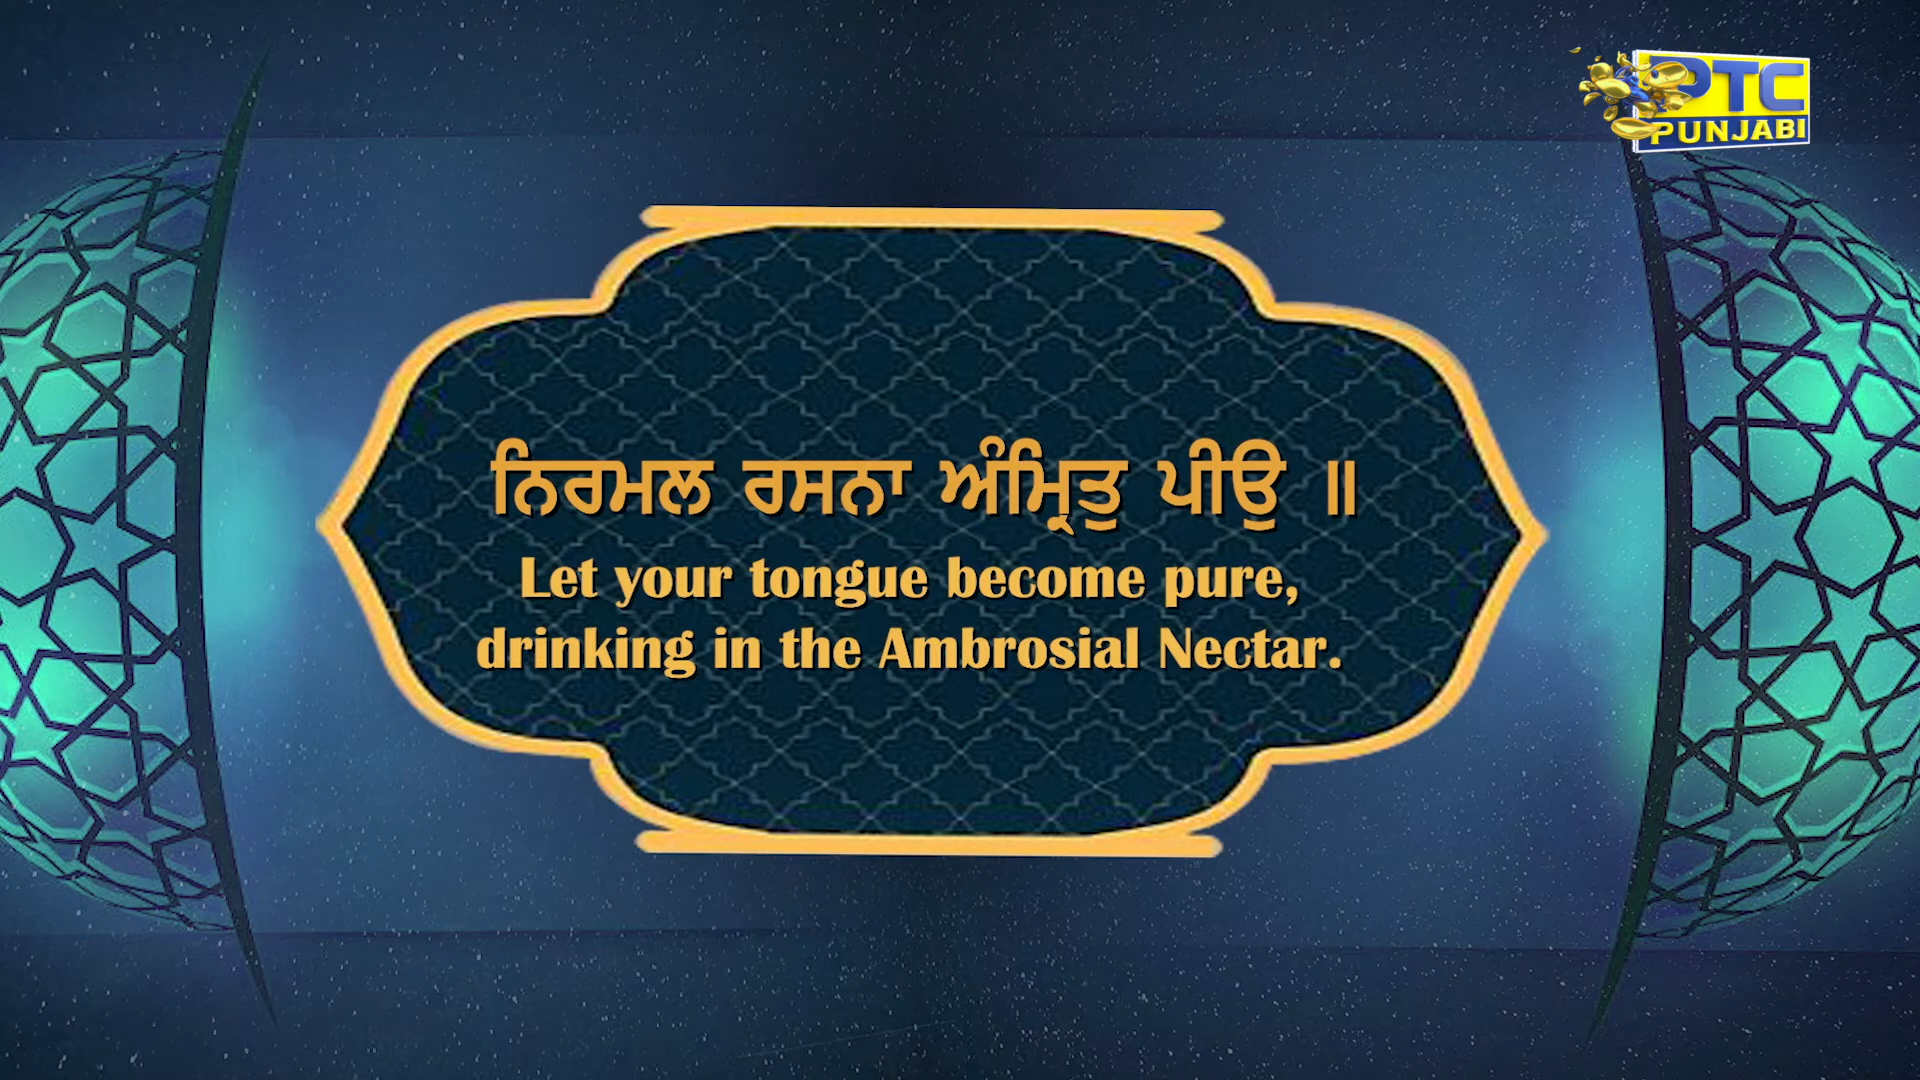 PTC
PUNJABI
ਨਿਰਮਲ ਰਸਨਾ ਅੰਮ੍ਰਿਤੁ ਪੀਉ ॥
Let your tongue become pure,
drinking in the Ambrosial Nectar.